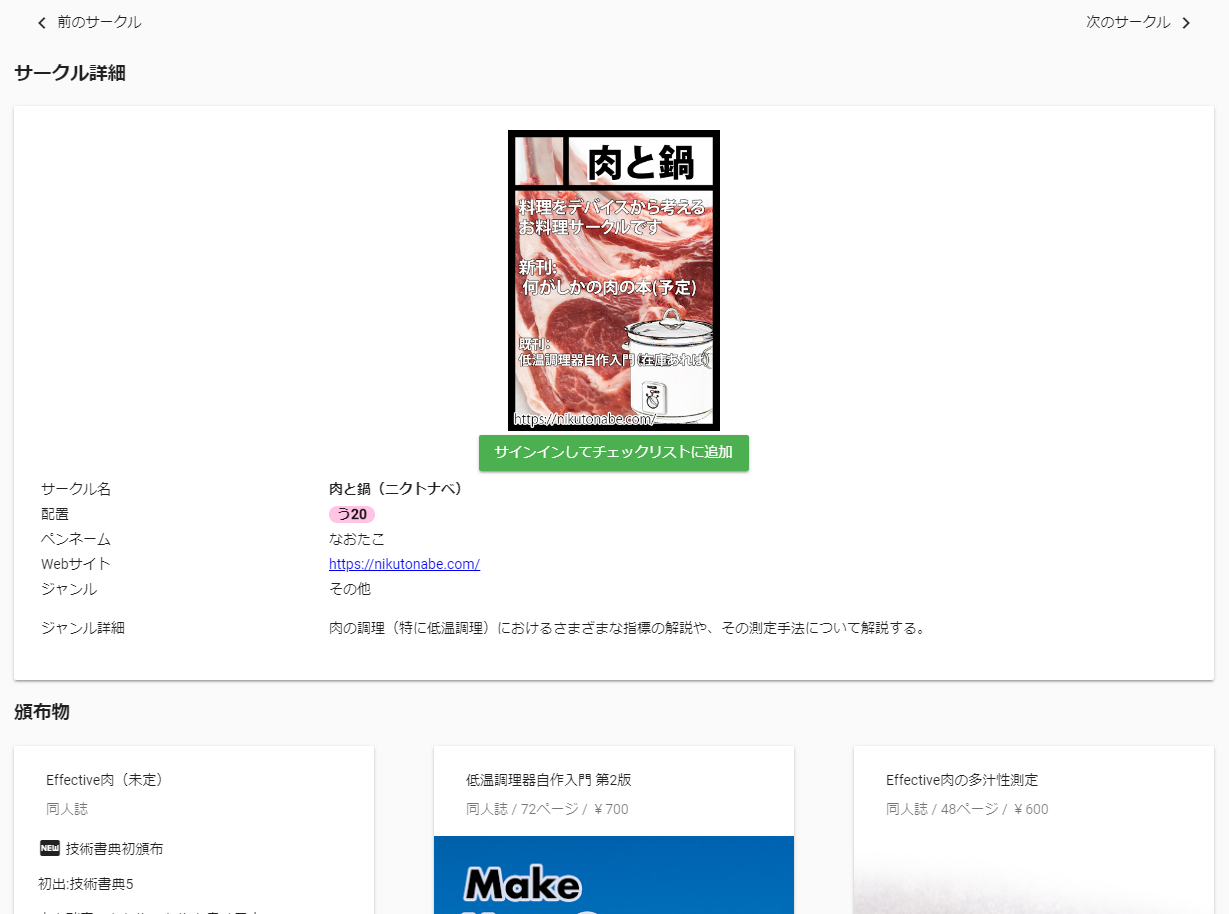 前のサークル
次のサークル
サークル詳細
肉と鍋
料理をデバイスから考える
お料理サークルです
新刊:
何がしかの肉の本(予定)
既刊:
低温調理器自作入門(在庫あれば)
https://nikutonabe.com/
サインインしてチェックリストに追加
サークル名 肉と鍋（ニクトナベ）
配置 う20
ペンネーム なおたこ
Webサイト https://nikutonabe.com/
ジャンル その他
ジャンル詳細 肉の調理（特に低温調理）におけるさまざまな指標の解説や、その測定手法について解説する。
頒布物
Effective肉（未定）
同人誌
NEW 技術書典初頒布
初出:技術書典5
低温調理器自作入門 第2版
同人誌 / 72ページ / ￥700
Make
Effective肉の多汁性測定
同人誌 / 48ページ / ￥600